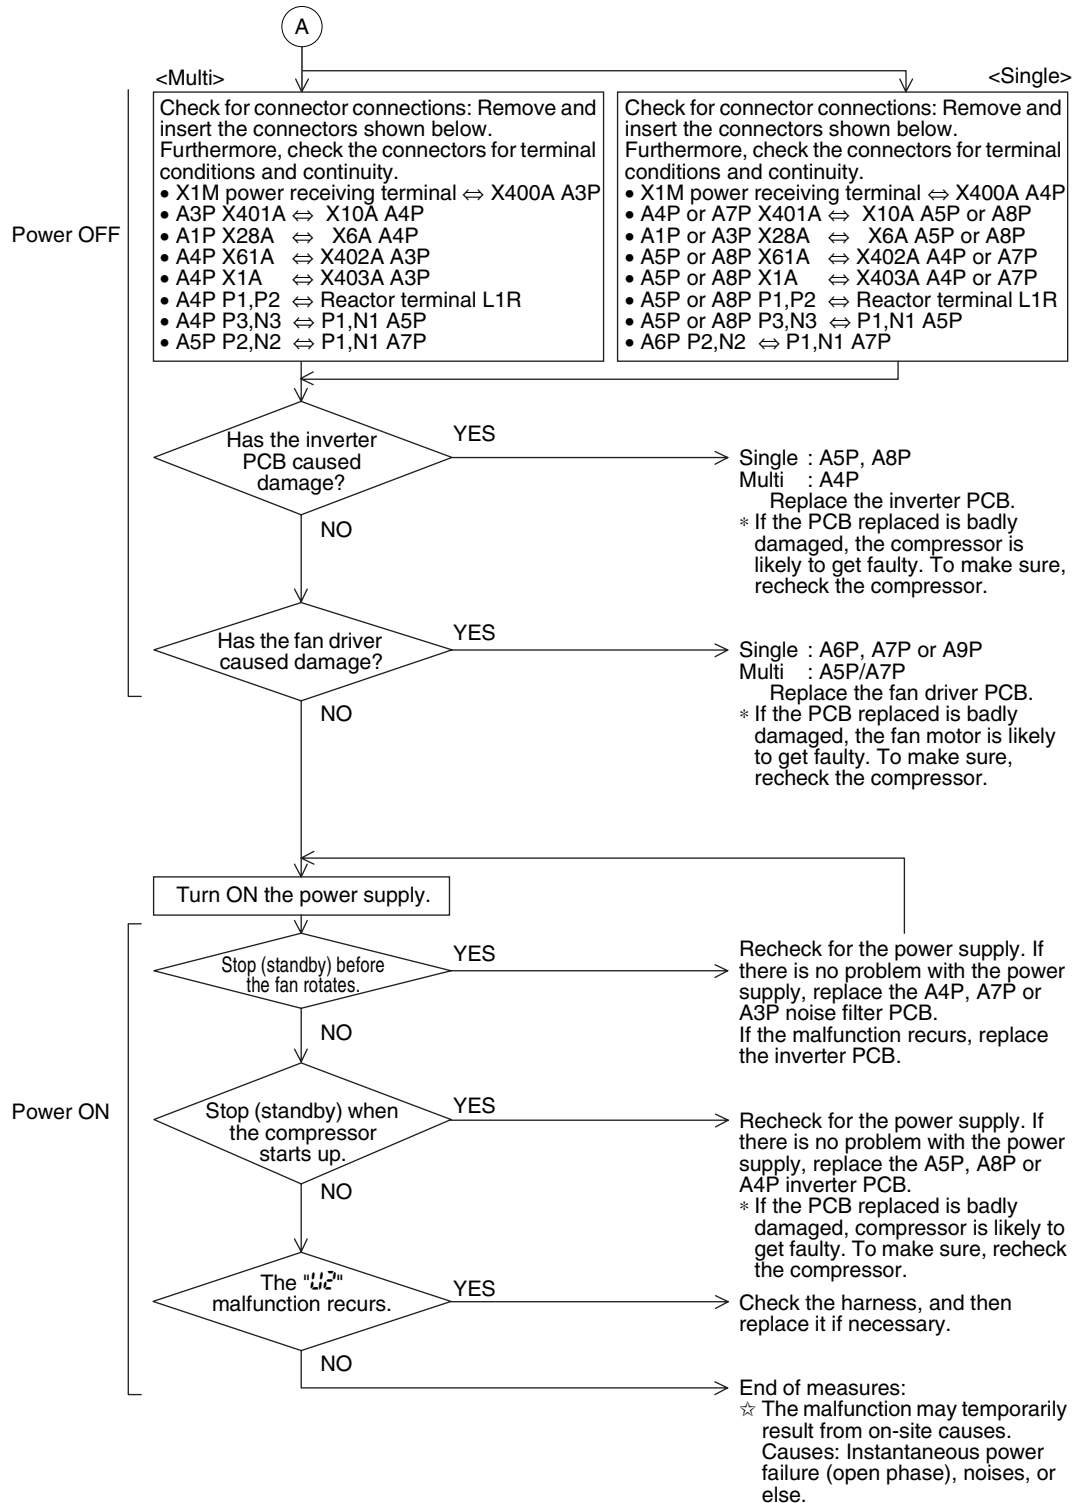 A
<Multi>
<Single>
Check for connector connections: Remove and
insert the connectors shown below.
Furthermore, check the connectors for terminal
conditions and continuity.
• X1M power receiving terminal ⇔ X400A A3P
• A3P X401A ⇔ X10A A4P
• A1P X28A ⇔ X6A A4P
• A4P X61A ⇔ X402A A3P
• A4P X1A ⇔ X403A A3P
• A4P P1,P2 ⇔ Reactor terminal L1R
• A4P P3,N3 ⇔ P1,N1 A5P
• A5P P2,N2 ⇔ P1,N1 A7P
Check for connector connections: Remove and
insert the connectors shown below.
Furthermore, check the connectors for terminal
conditions and continuity.
• X1M power receiving terminal ⇔ X400A A4P
• A4P or A7P X401A ⇔ X10A A5P or A8P
• A1P or A3P X28A ⇔ X6A A5P or A8P
• A5P or A8P X61A ⇔ X402A A4P or A7P
• A5P or A8P X1A ⇔ X403A A4P or A7P
• A5P or A8P P1,P2 ⇔ Reactor terminal L1R
• A5P or A8P P3,N3 ⇔ P1,N1 A5P
• A6P P2,N2 ⇔ P1,N1 A7P
Power OFF
Has the inverter
PCB caused
damage?
YES
NO
Single : A5P, A8P
Multi : A4P
Replace the inverter PCB.
* If the PCB replaced is badly
damaged, the compressor is
likely to get faulty. To make sure,
recheck the compressor.
Has the fan driver
caused damage?
YES
NO
Single : A6P, A7P or A9P
Multi : A5P/A7P
Replace the fan driver PCB.
* If the PCB replaced is badly
damaged, the fan motor is likely
to get faulty. To make sure,
recheck the compressor.
Turn ON the power supply.
Power ON
Stop (standby) before
the fan rotates.
YES
NO
Recheck for the power supply. If
there is no problem with the power
supply, replace the A4P, A7P or
A3P noise filter PCB.
If the malfunction recurs, replace
the inverter PCB.
Stop (standby) when
the compressor
starts up.
YES
NO
Recheck for the power supply. If
there is no problem with the power
supply, replace the A5P, A8P or
A4P inverter PCB.
* If the PCB replaced is badly
damaged, compressor is likely to
get faulty. To make sure, recheck
the compressor.
The "U2"
malfunction recurs.
YES
NO
Check the harness, and then
replace it if necessary.
End of measures:
☆ The malfunction may temporarily
result from on-site causes.
Causes: Instantaneous power
failure (open phase), noises, or
else.